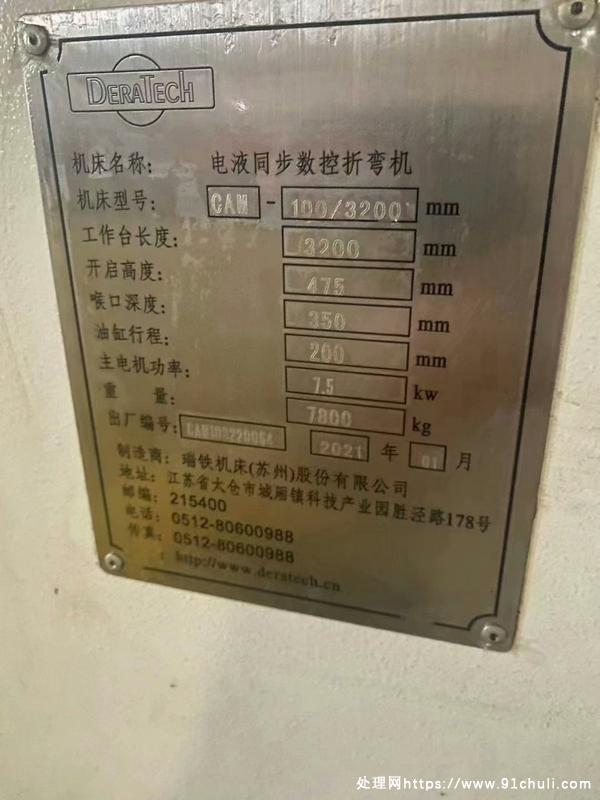 DERATECH
机床名称: 电液同步数控折弯机
机床型号: CAM - 100/3200 mm
工作台长度: 3200 mm
开启高度: 475 mm
喉口深度: 350 mm
油缸行程: 200 mm
主电机功率: 7.5 kw
重 量: 7800 kg
出厂编号: 2021 年 01 月
制造商: 瑞铁机床(苏州)股份有限公司
地址: 江苏省太仓市城厢镇科技产业园胜泾路178号
邮编: 215400
电话: 0512-80600988
传真: 0512-80600988
: http://www.deratech.cn
处理网https://www.91chuli.com